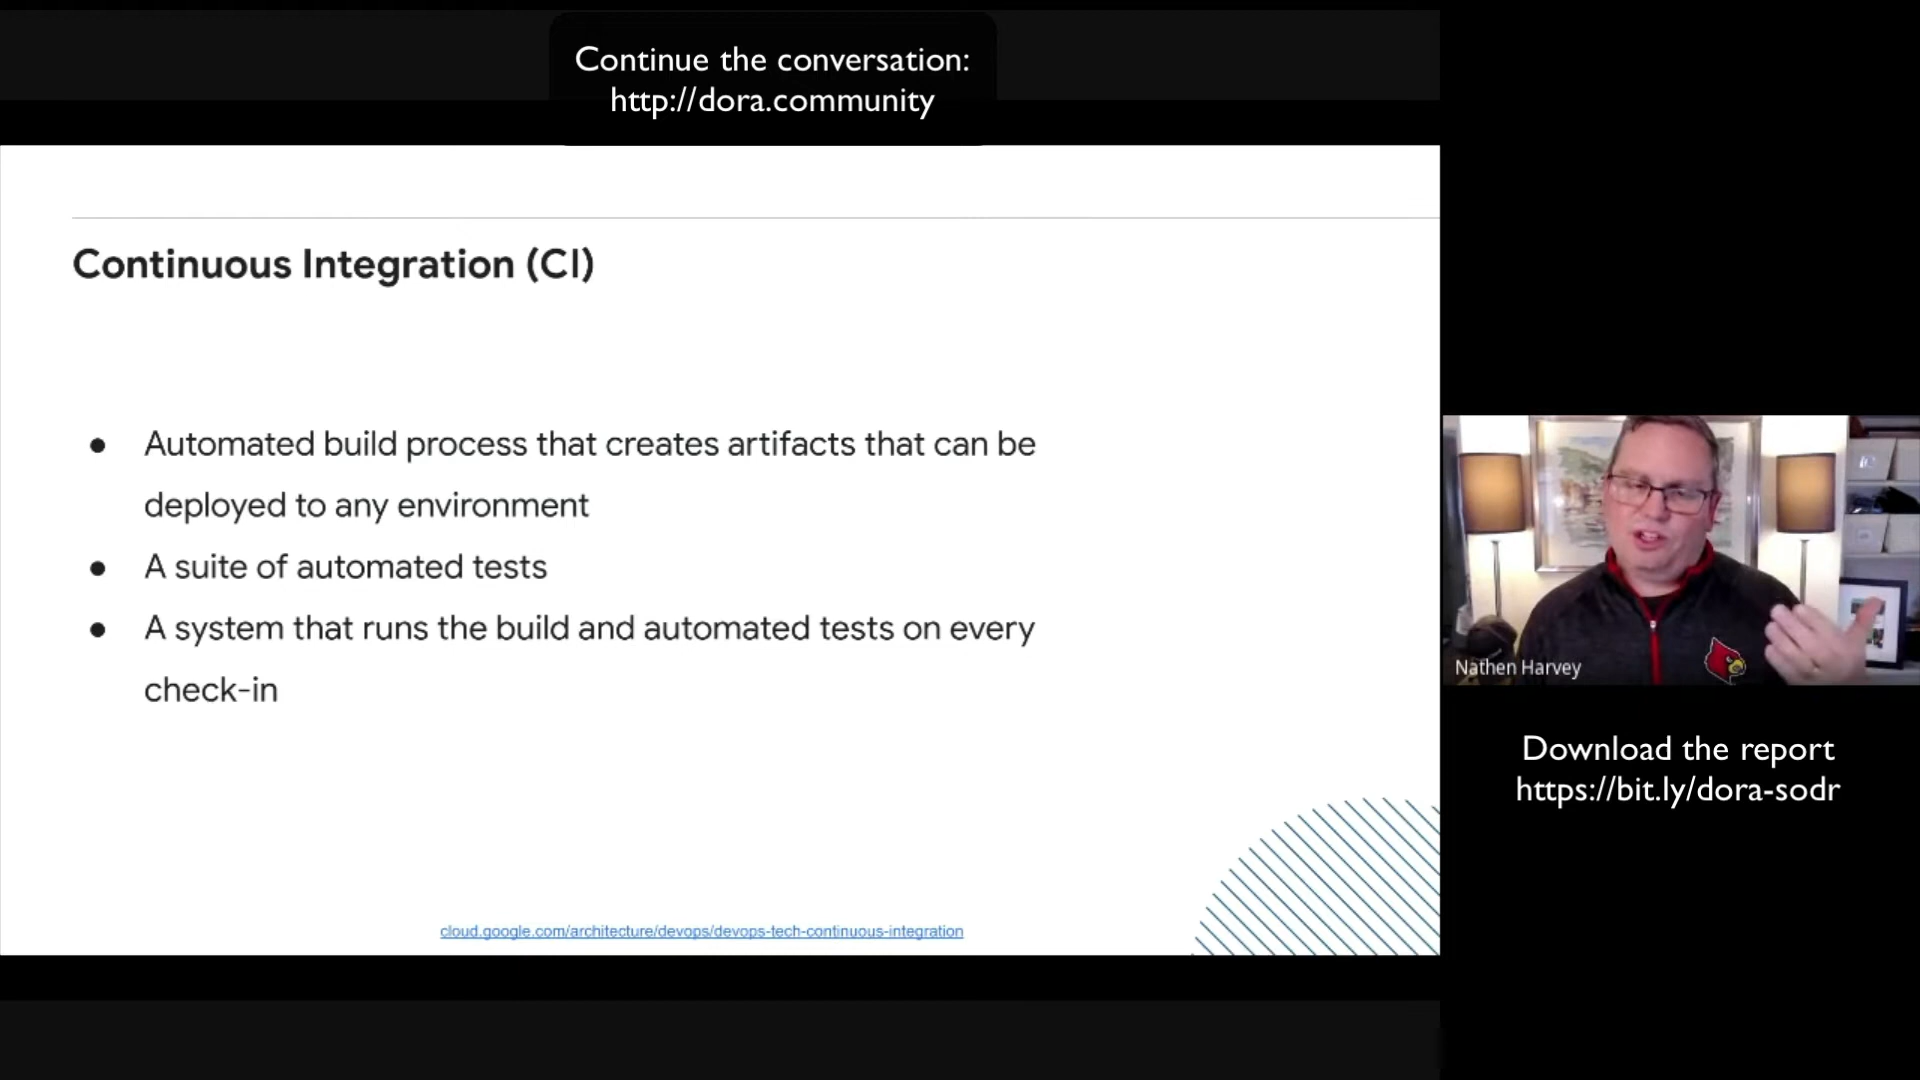 Continue the conversation:
http://dora.community
Continuous Integration (CI)
● Automated build process that creates artifacts that can be
deployed to any environment
● A suite of automated tests
● A system that runs the build and automated tests on every
check-in
cloud.google.com/architecture/devops/devops-tech-continuous-integration
Nathen Harvey
Download the report
https://bit.ly/dora-sodr